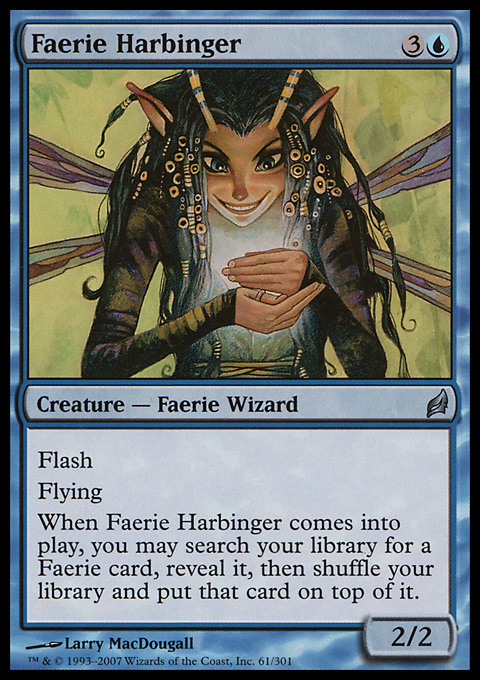 Faerie Harbinger 3
Creature — Faerie Wizard
Flash
Flying
When Faerie Harbinger comes into
play, you may search your library for a
Faerie card, reveal it, then shuffle your
library and put that card on top of it.
2/2
Larry MacDougall
™ & © 1993–2007 Wizards of the Coast, Inc. 61/301